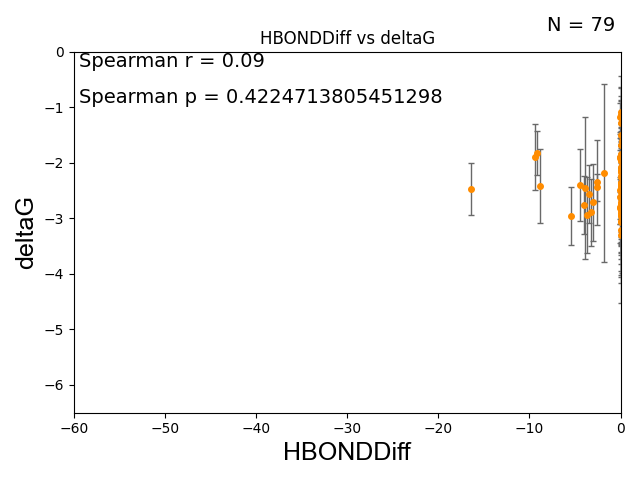 N = 79
HBONDDiff vs deltaG
Spearman r = 0.09
Spearman p = 0.4224713805451298
0
−1
−2
−3
−4
−5
−6
deltaG
−60
−50
−40
−30
−20
−10
0
HBONDDiff